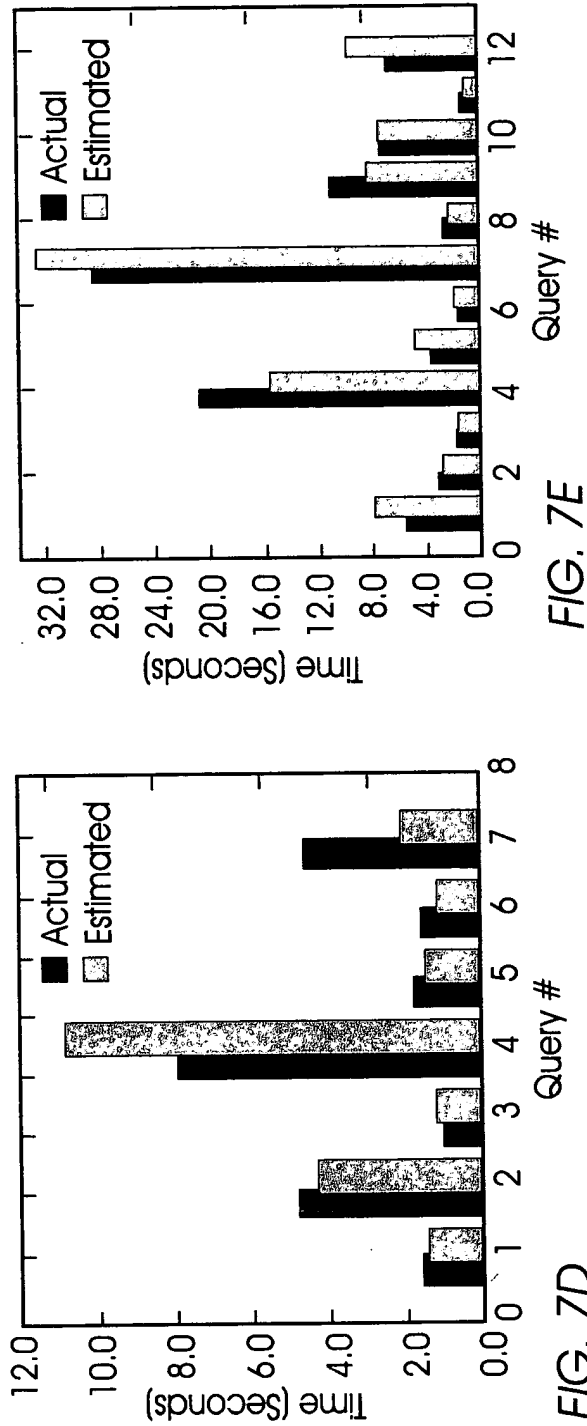 12.0
10.0
8.0
6.0
4.0
2.0
0.0
Time (Seconds)
Actual
Estimated
0 1 2 3 4 5 6 7 8
Query #
FIG. 7D
32.0
28.0
24.0
20.0
16.0
12.0
8.0
4.0
0.0
Time (Seconds)
Actual
Estimated
0 2 4 6 8 10 12
Query #
FIG. 7E